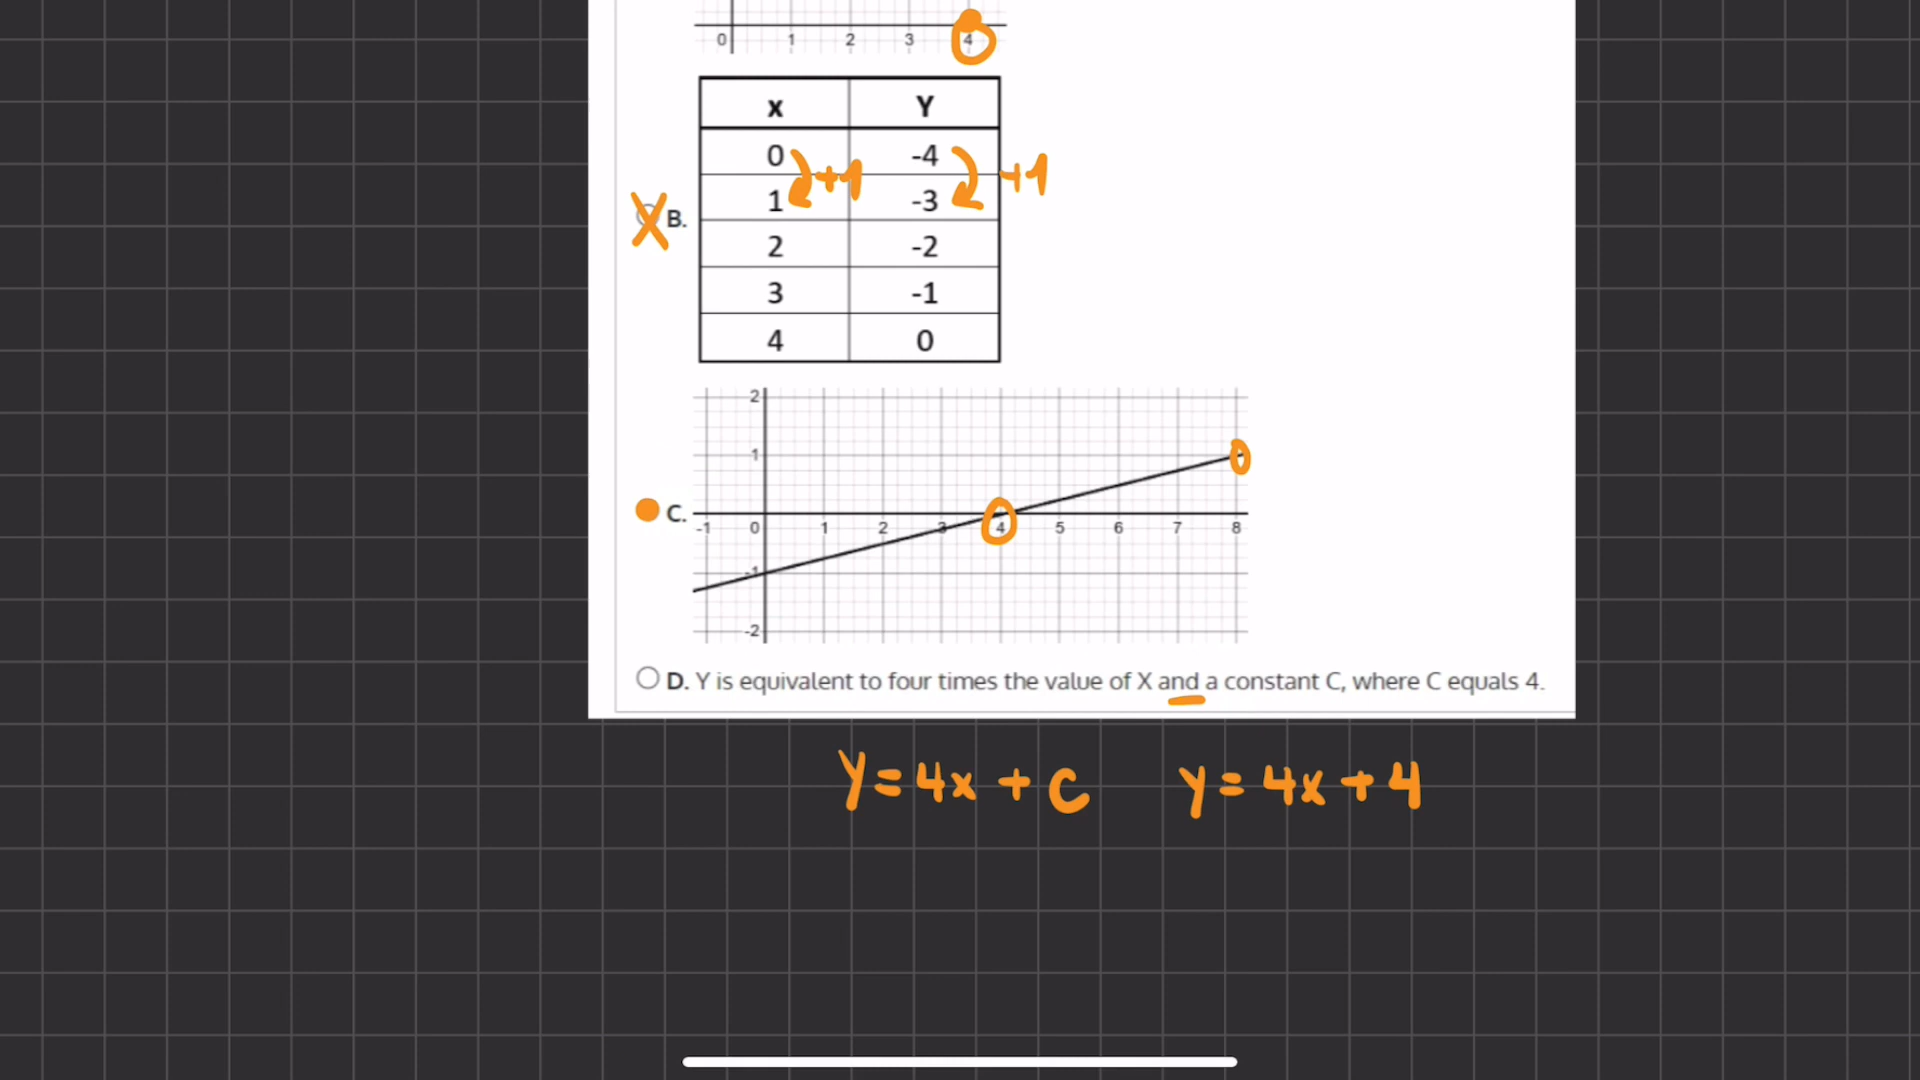 0 1 2 3 4
X Y
0 -4
+1 +1
1 -3
B.
2 -2
3 -1
4 0
2
1
C. -1 0 1 2 3 4 5 6 7 8
-1
-2
D. Y is equivalent to four times the value of X and a constant C, where C equals 4.
y = 4x + C y = 4x + 4